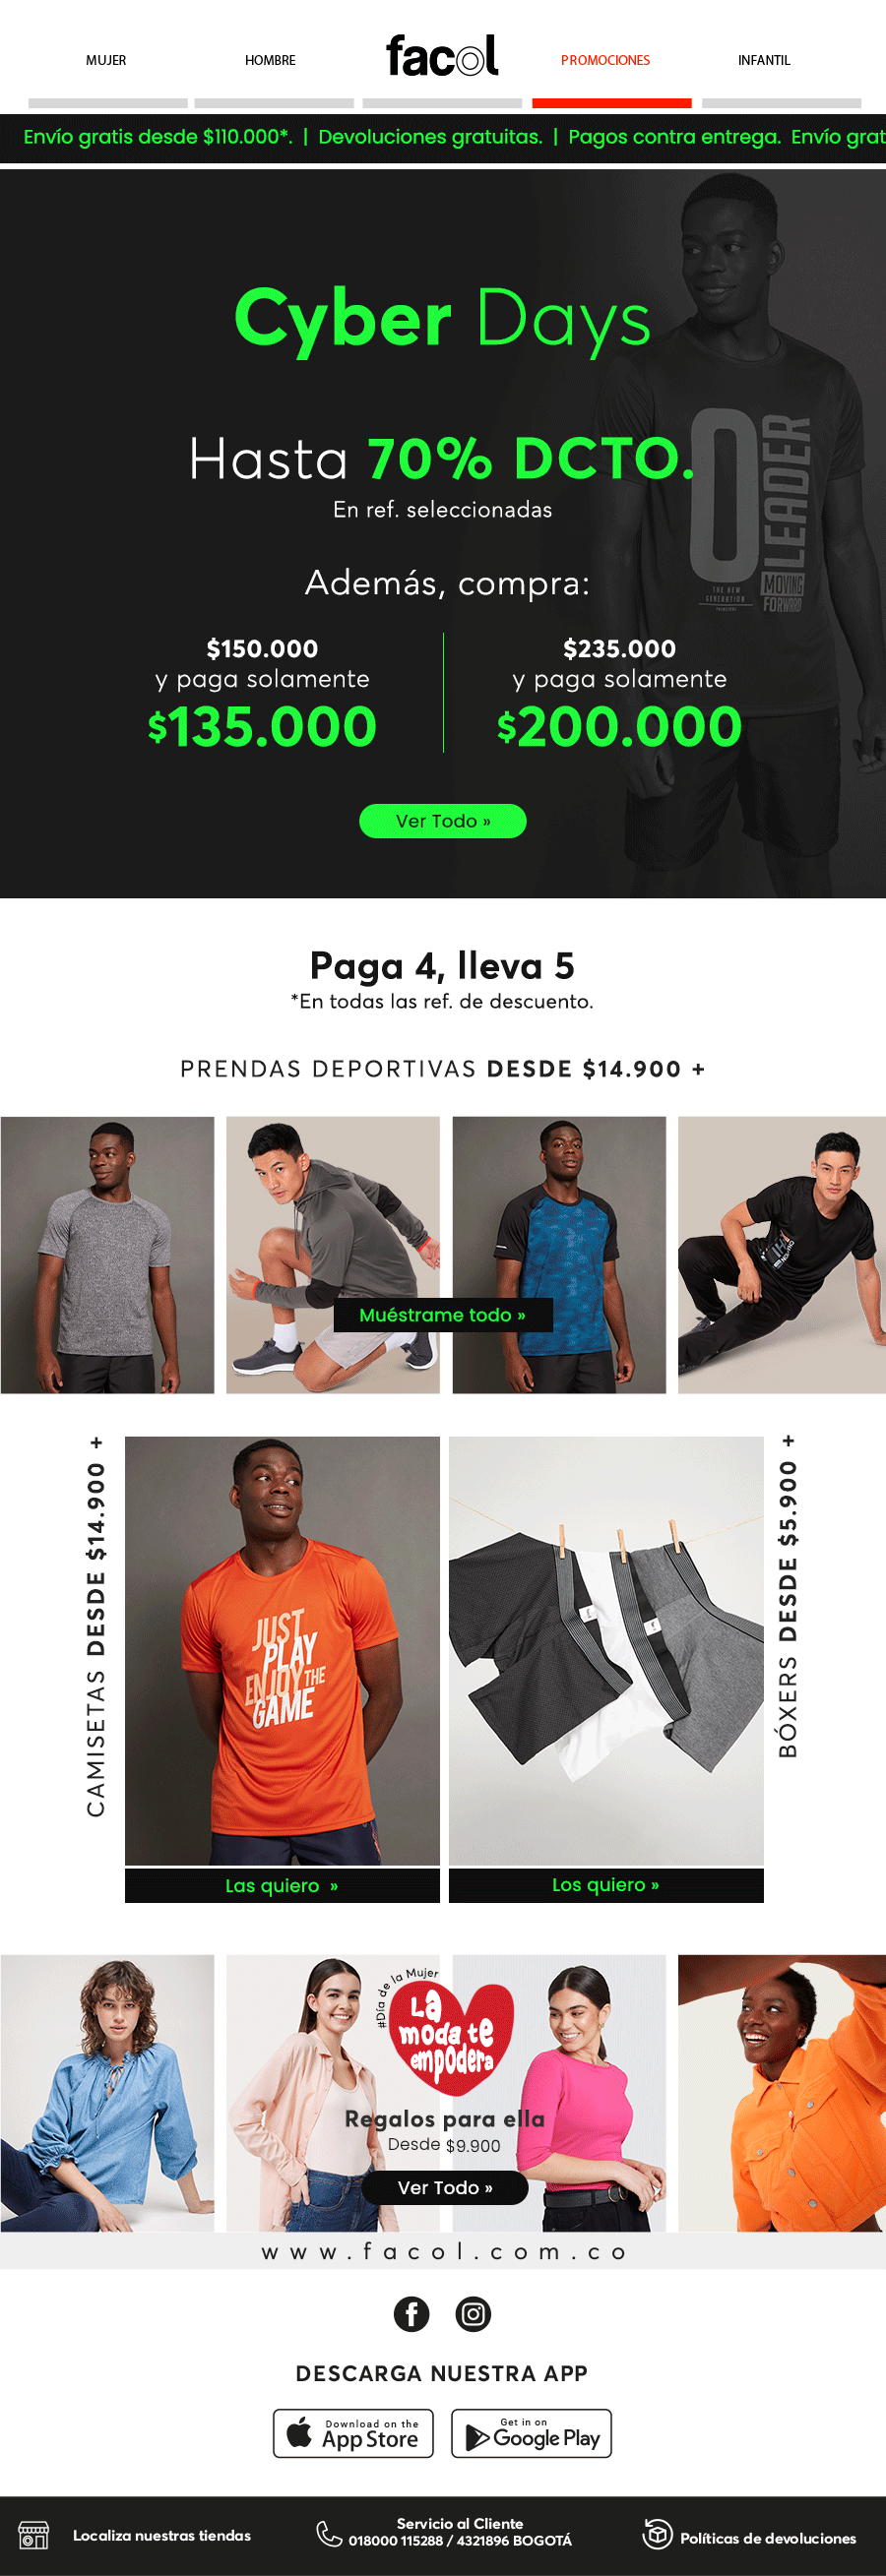 facol
MUJER
HOMBRE
PROMOCIONES
INFANTIL
Envío gratis desde $110.000*. | Devoluciones gratuitas. | Pagos contra entrega. Envío grat
Cyber Days
Hasta 70% DCTO.
En ref. seleccionadas
0 LEADER
THE NEW
GENERATION
MOVING
FORWARD
Además, compra:
$150.000
y paga solamente
$135.000
$235.000
y paga solamente
$200.000
Ver Todo »
Paga 4, lleva 5
*En todas las ref. de descuento.
PRENDAS DEPORTIVAS DESDE $14.900 +
Muéstrame todo »
CAMISETAS DESDE $14.900 +
JUST
PLAY
ENJOY THE
GAME
Las quiero »
BÓXERS DESDE $5.900 +
Los quiero »
#Día de la Mujer
La
moda te
empodera
Regalos para ella
Desde $9.900
Ver Todo »
www.facol.com.co
DESCARGA NUESTRA APP
Download on the
App Store
Get in on
Google Play
Localiza nuestras tiendas
Servicio al Cliente
018000 115288 / 4321896 BOGOTÁ
Políticas de devoluciones